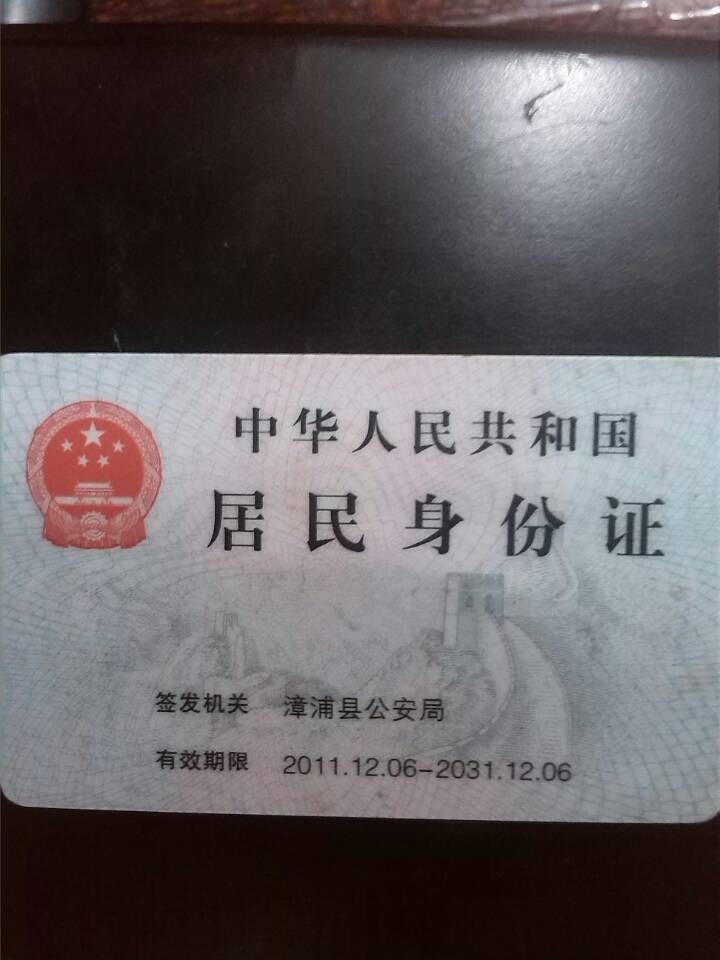 中华人民共和国
居民身份证
签发机关 漳浦县公安局
有效期限 2011.12.06-2031.12.06